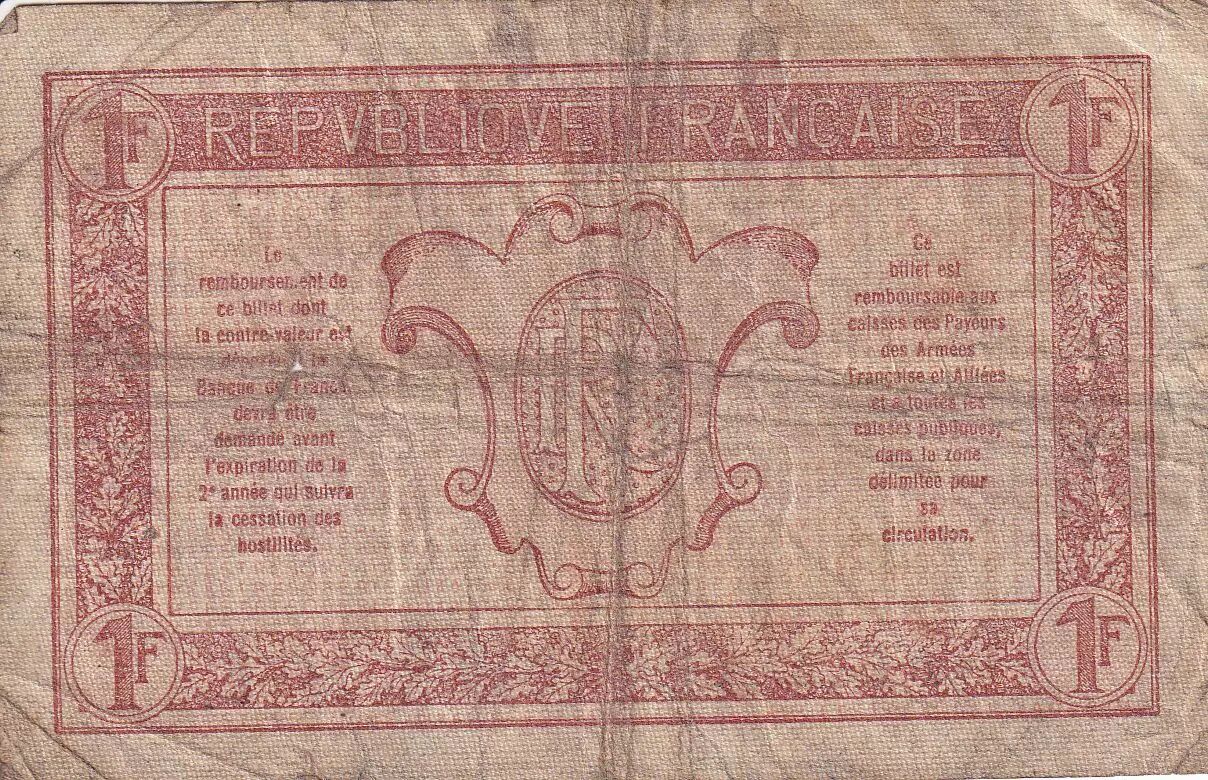 1F
REPVBLIQVE FRANÇAISE
1F
Le
remboursement de
ce billet dont
la contre-valeur est
déposée à la
Banque de France,
devra être
demandé avant
l'expiration de la
2e année qui suivra
la cessation des
hostilités.
RF
Ce
billet est
remboursable aux
caisses des Payeurs
des Armées
Française et Alliées
et à toutes les
caisses publiques,
dans la zone
délimitée pour
sa
circulation.
1F
1F